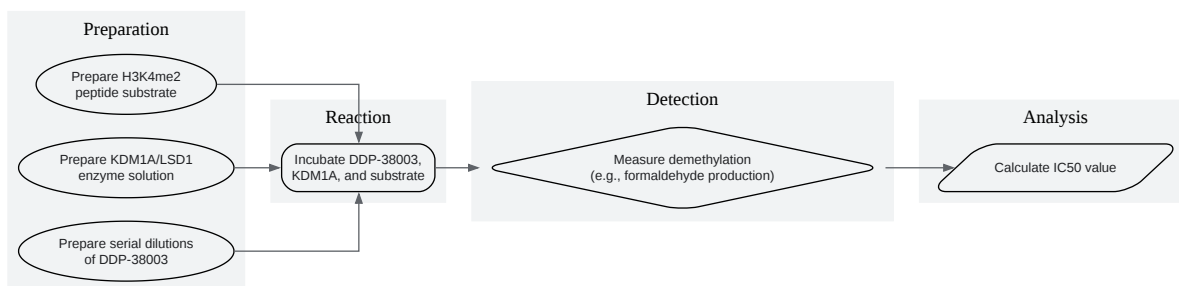 Preparation
Prepare H3K4me2
peptide substrate
Prepare KDM1A/LSD1
enzyme solution
Prepare serial dilutions
of DDP-38003
Reaction
Incubate DDP-38003,
KDM1A, and substrate
Detection
Measure demethylation
(e.g., formaldehyde production)
Analysis
Calculate IC50 value